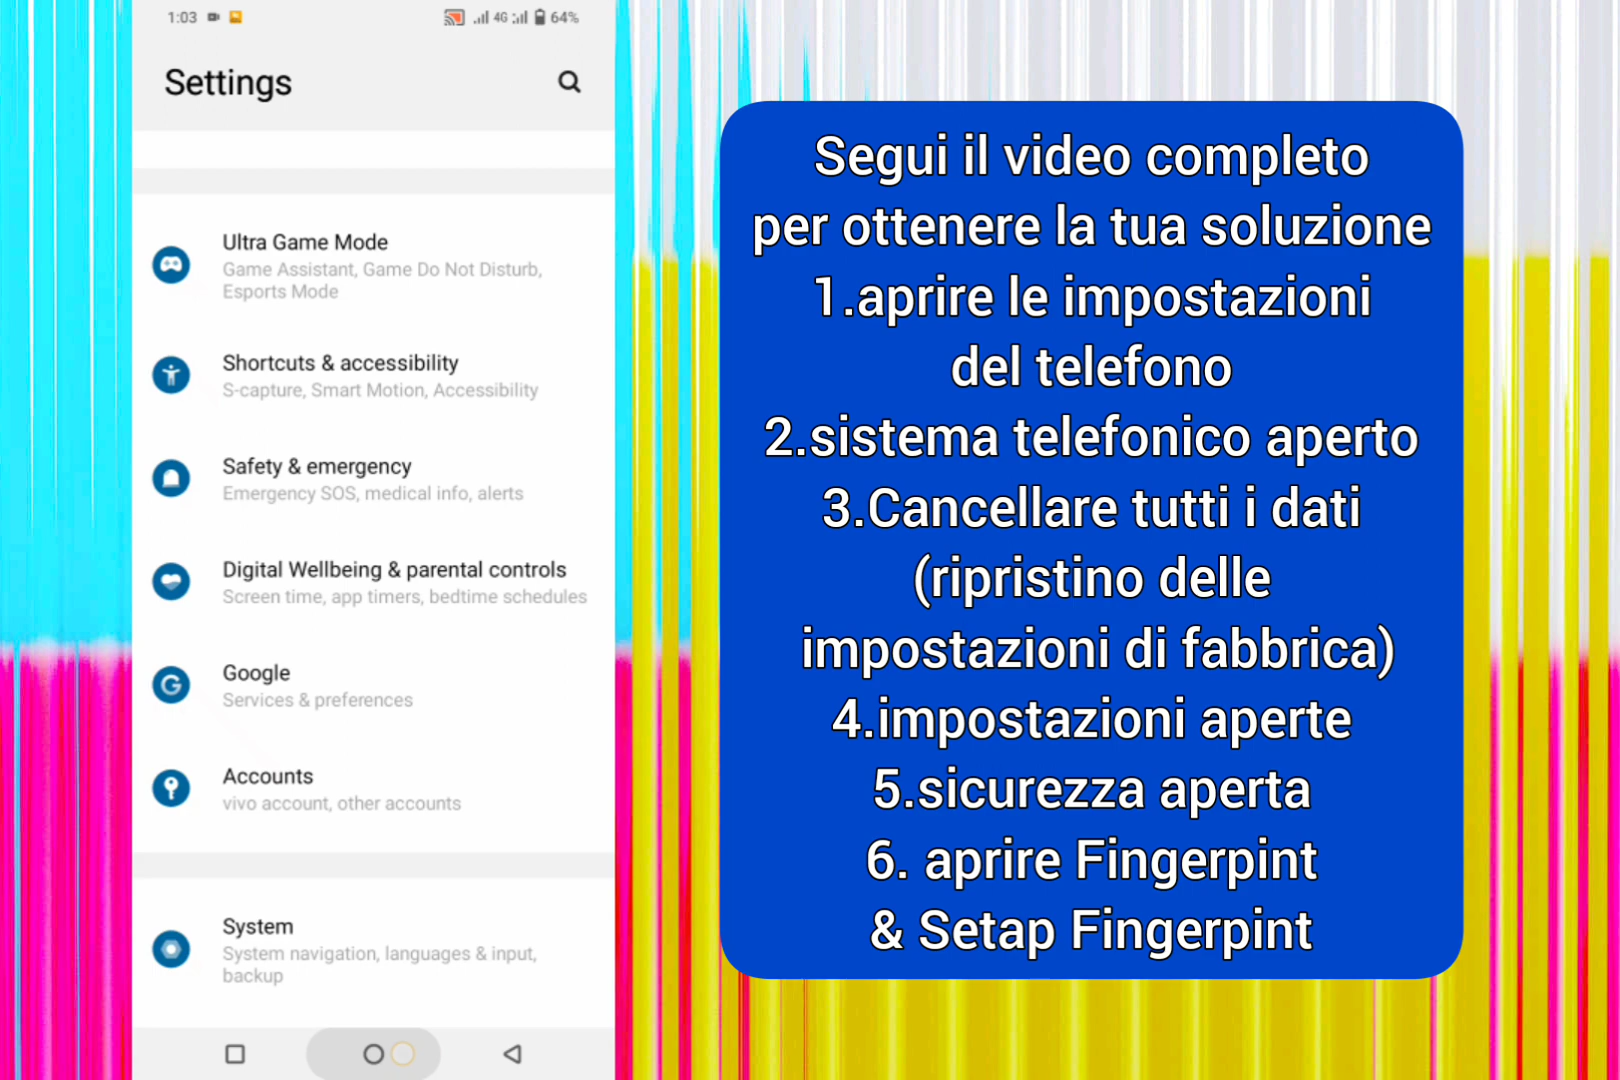 1:03
4G
64%
Settings
Ultra Game Mode
Game Assistant, Game Do Not Disturb,
Esports Mode
Shortcuts & accessibility
S-capture, Smart Motion, Accessibility
Safety & emergency
Emergency SOS, medical info, alerts
Digital Wellbeing & parental controls
Screen time, app timers, bedtime schedules
Google
Services & preferences
Accounts
vivo account, other accounts
System
System navigation, languages & input,
backup
Segui il video completo
per ottenere la tua soluzione
1.aprire le impostazioni
del telefono
2.sistema telefonico aperto
3.Cancellare tutti i dati
(ripristino delle
impostazioni di fabbrica)
4.impostazioni aperte
5.sicurezza aperta
6. aprire Fingerpint
& Setap Fingerpint